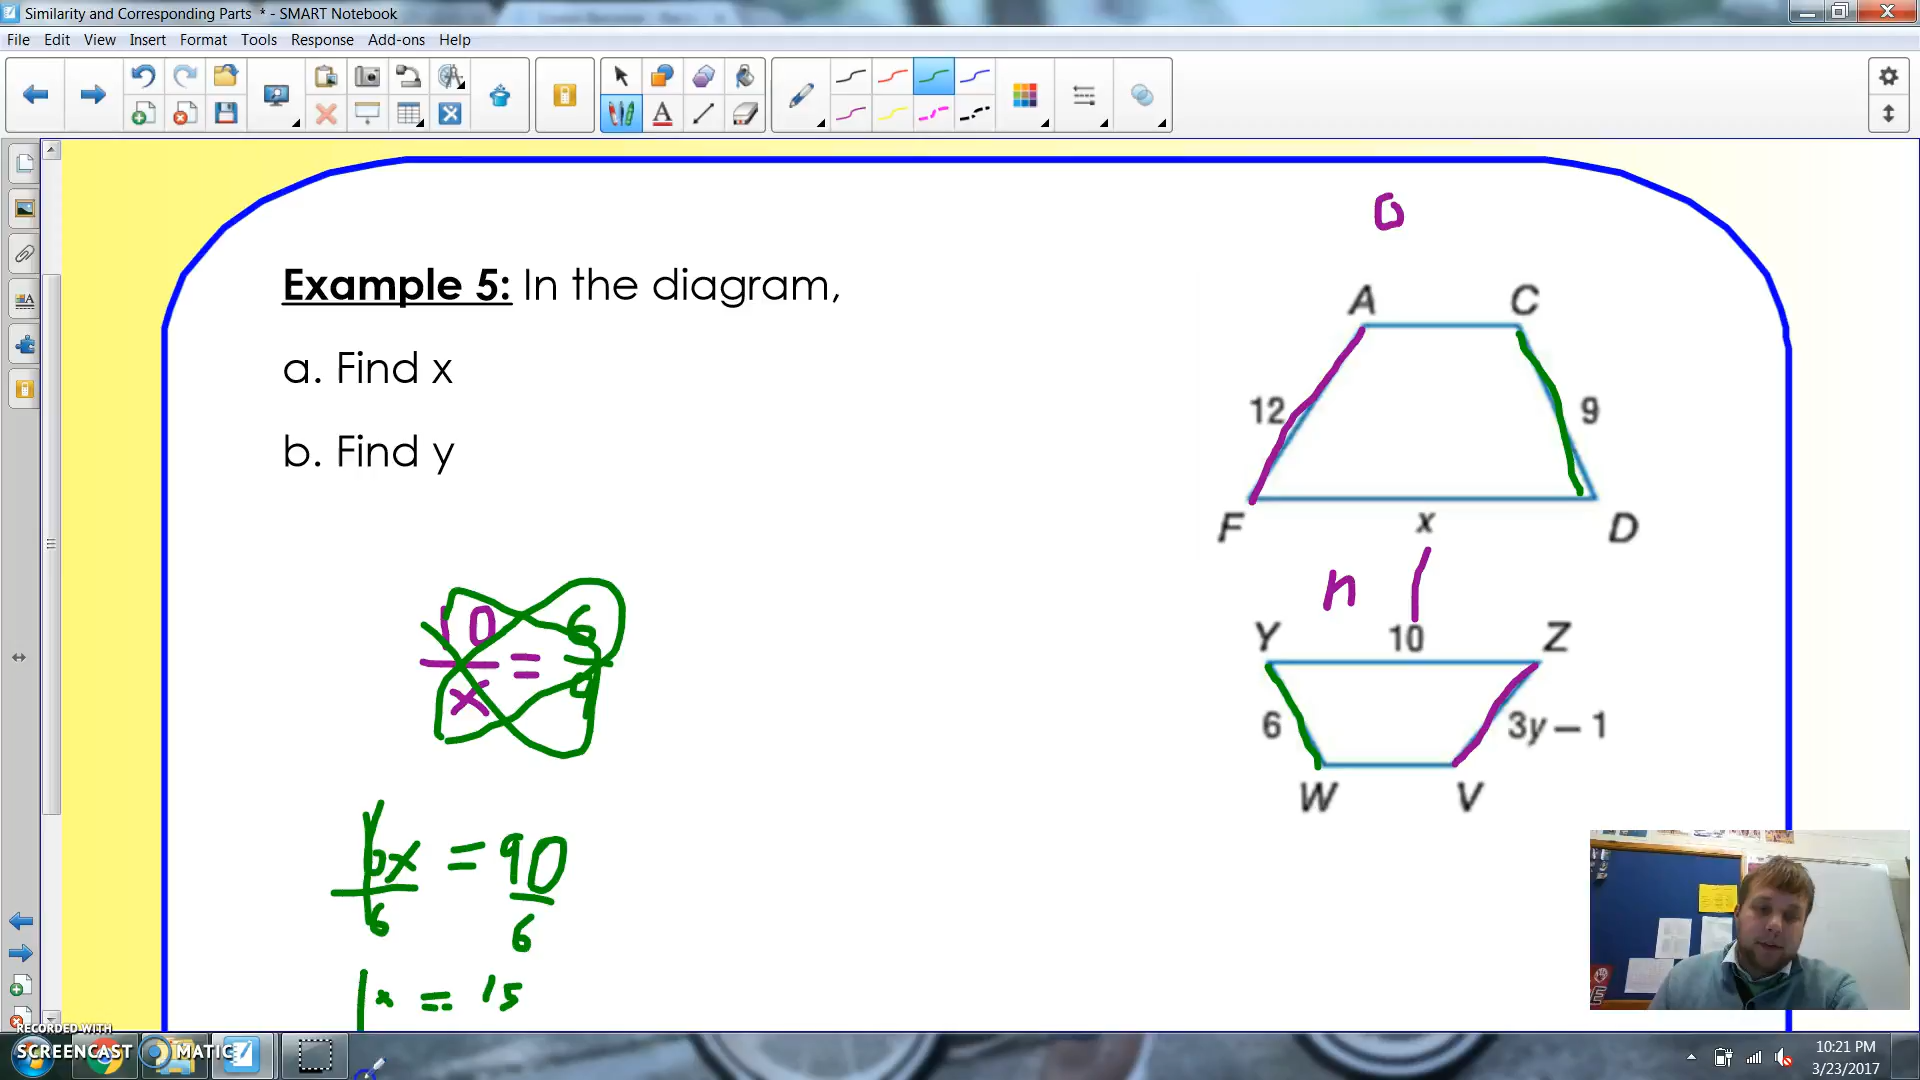 Similarity and Corresponding Parts * - SMART Notebook
File Edit View Insert Format Tools Response Add-ons Help
Example 5: In the diagram,
a. Find x
b. Find y
O
A C
12 9
F x D
n
Y 10 Z
6 3y – 1
W V
10 = 6
x 9
6x = 90
6 6
x = 15
RECORDED WITH
SCREENCAST MATIC
10:21 PM
3/23/2017